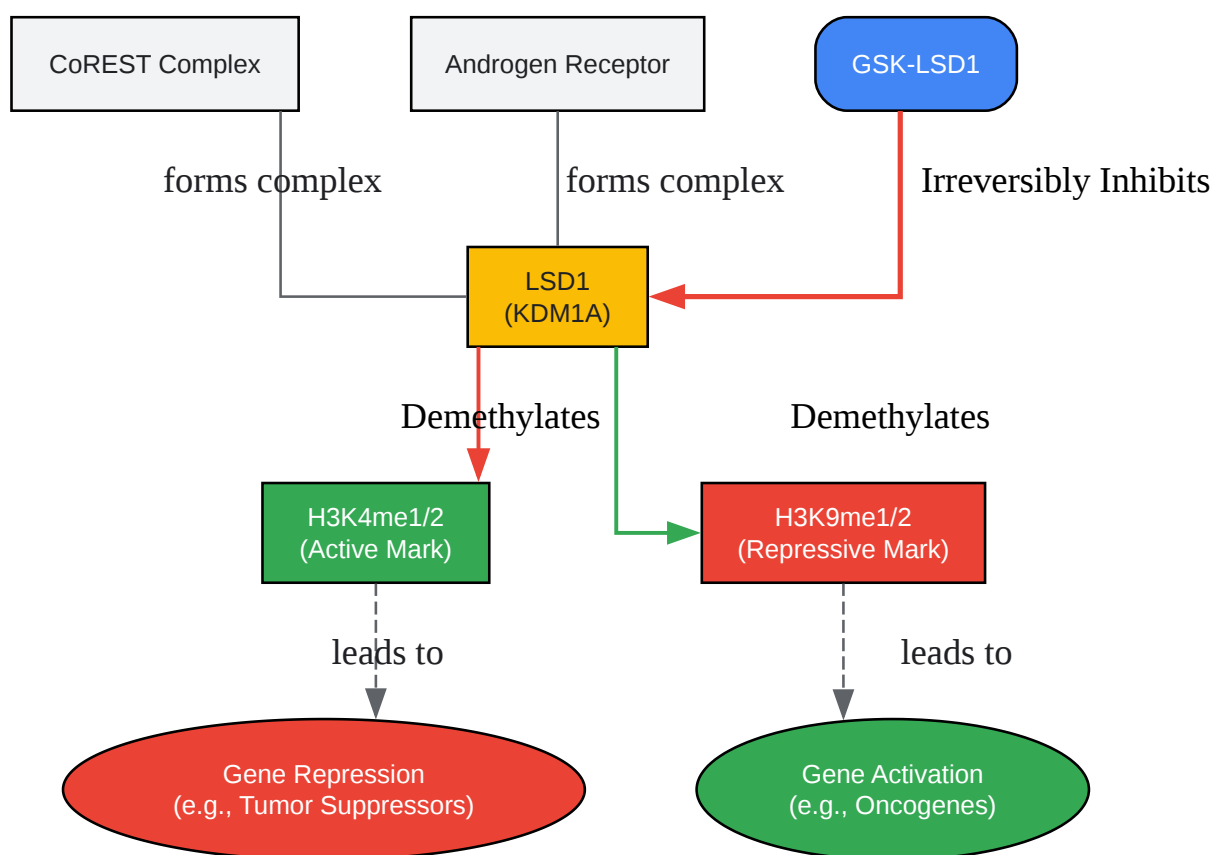 CoREST Complex
Androgen Receptor
GSK-LSD1
forms complex
forms complex
Irreversibly Inhibits
LSD1
(KDM1A)
Demethylates
Demethylates
H3K4me1/2
(Active Mark)
H3K9me1/2
(Repressive Mark)
leads to
leads to
Gene Repression
(e.g., Tumor Suppressors)
Gene Activation
(e.g., Oncogenes)